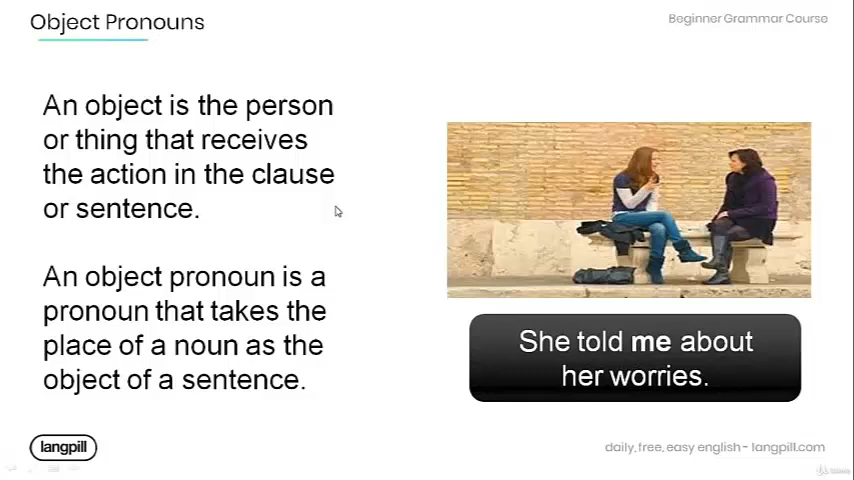 Object Pronouns
Beginner Grammar Course
An object is the person
or thing that receives
the action in the clause
or sentence.
An object pronoun is a
pronoun that takes the
place of a noun as the
object of a sentence.
She told me about
her worries.
langpill
daily, free, easy english - langpill.com